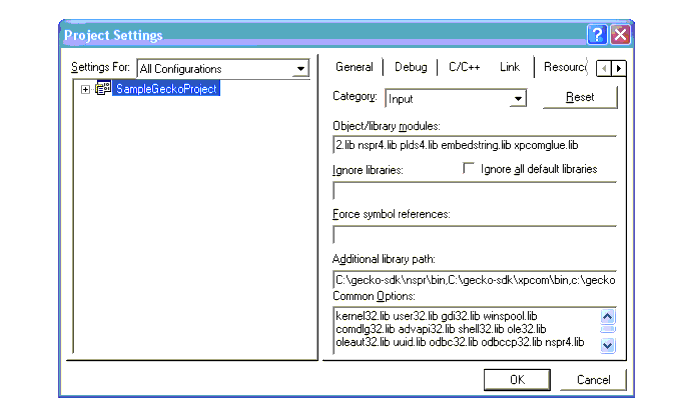 Project Settings
Settings For: All Configurations
SampleGeckoProject
General Debug C/C++ Link Resourc
Category: Input Reset
Object/library modules:
2.lib nspr4.lib plds4.lib embedstring.lib xpcomglue.lib
Ignore libraries: Ignore all default libraries
Force symbol references:
Additional library path:
C:\gecko-sdk\nspr\bin,C:\gecko-sdk\xpcom\bin,c:\gecko
Common Options:
kernel32.lib user32.lib gdi32.lib winspool.lib
comdlg32.lib advapi32.lib shell32.lib ole32.lib
oleaut32.lib uuid.lib odbc32.lib odbccp32.lib nspr4.lib
OK Cancel